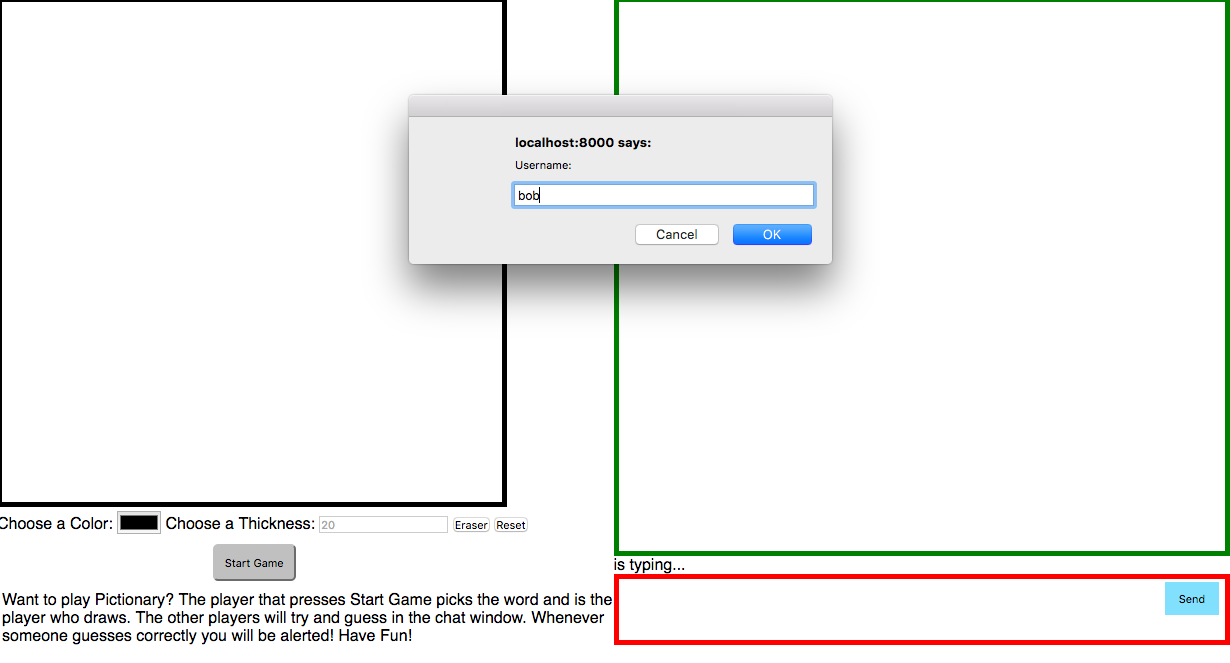 localhost:8000 says:
Username:
bob
Cancel OK
Choose a Color: Choose a Thickness: 20 Eraser Reset
Start Game
Want to play Pictionary? The player that presses Start Game picks the word and is the
player who draws. The other players will try and guess in the chat window. Whenever
someone guesses correctly you will be alerted! Have Fun!
is typing...
Send